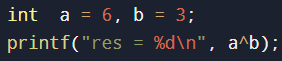 int  a = 6, b = 3;
printf("res = %d\n", a^b);